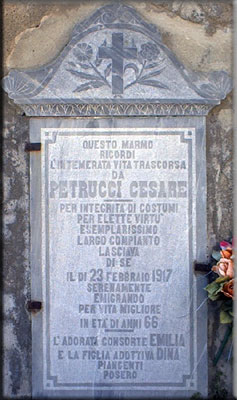 QUESTO MARMO
RICORDI
L'INTEMERATA VITA TRASCORSA
DA
PETRUCCI CESARE
PER INTEGRITÀ DI COSTUMI
PER ELETTE VIRTÙ
ESEMPLARISSIMO
LARGO COMPIANTO
LASCIAVA
DI SE
IL DÌ 23 FEBBRAIO 1917
SERENAMENTE
EMIGRANDO
PER VITA MIGLIORE
IN ETÀ DI ANNI 66
L'ADORATA CONSORTE EMILIA
E LA FIGLIA ADOTTIVA DINA
PIANGENTI
POSERO